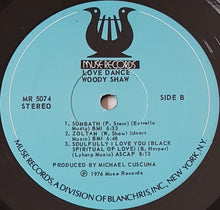 MUSE RECORDS
LOVE DANCE
WOODY SHAW
MR 5074
STEREO
SIDE B
1. SUNBATH (P. Stern) (Estrella
Music) BMI 6:33
2. ZOLTAN (W. Shaw) (Unart
Music) BMI 6:46
3. SOULFULLY I LOVE YOU (BLACK
SPIRITUAL OF LOVE) (B. Harper)
(Lyharp Music) ASCAP 8:13
PRODUCED BY MICHAEL CUSCUNA
℗ 1976 Muse Records
MUSE RECORDS, A DIVISION OF BLANCHRIS, INC., NEW YORK, N.Y.